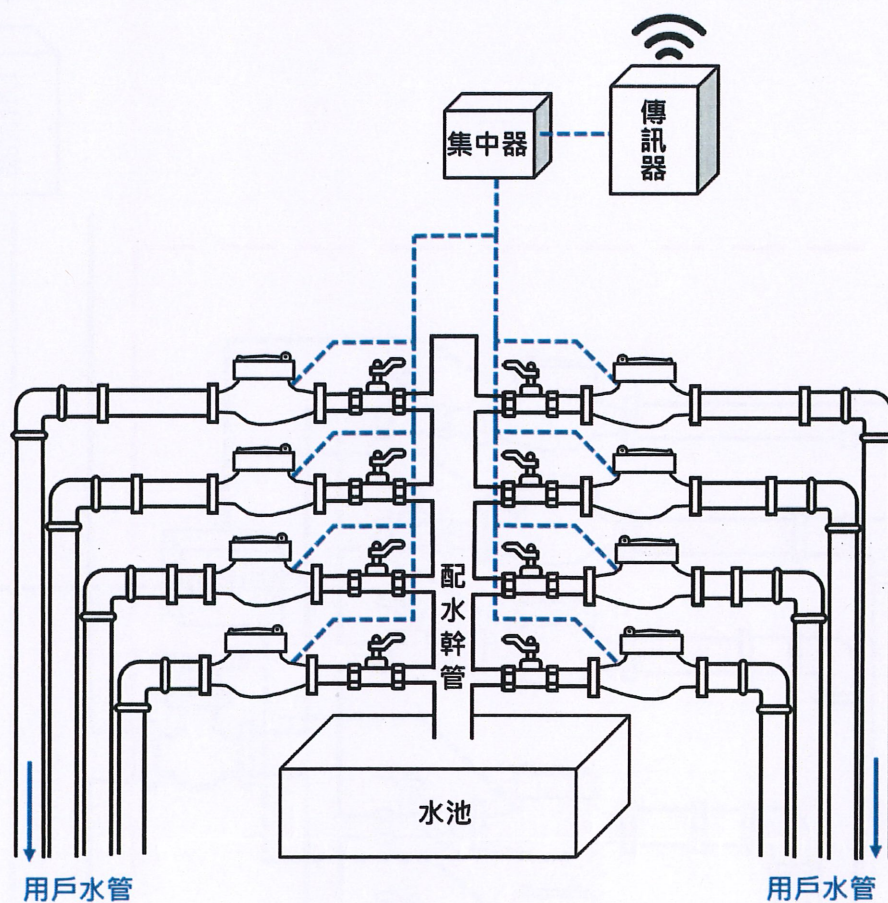 傳訊器
集中器
配水幹管
水池
用戶水管
用戶水管